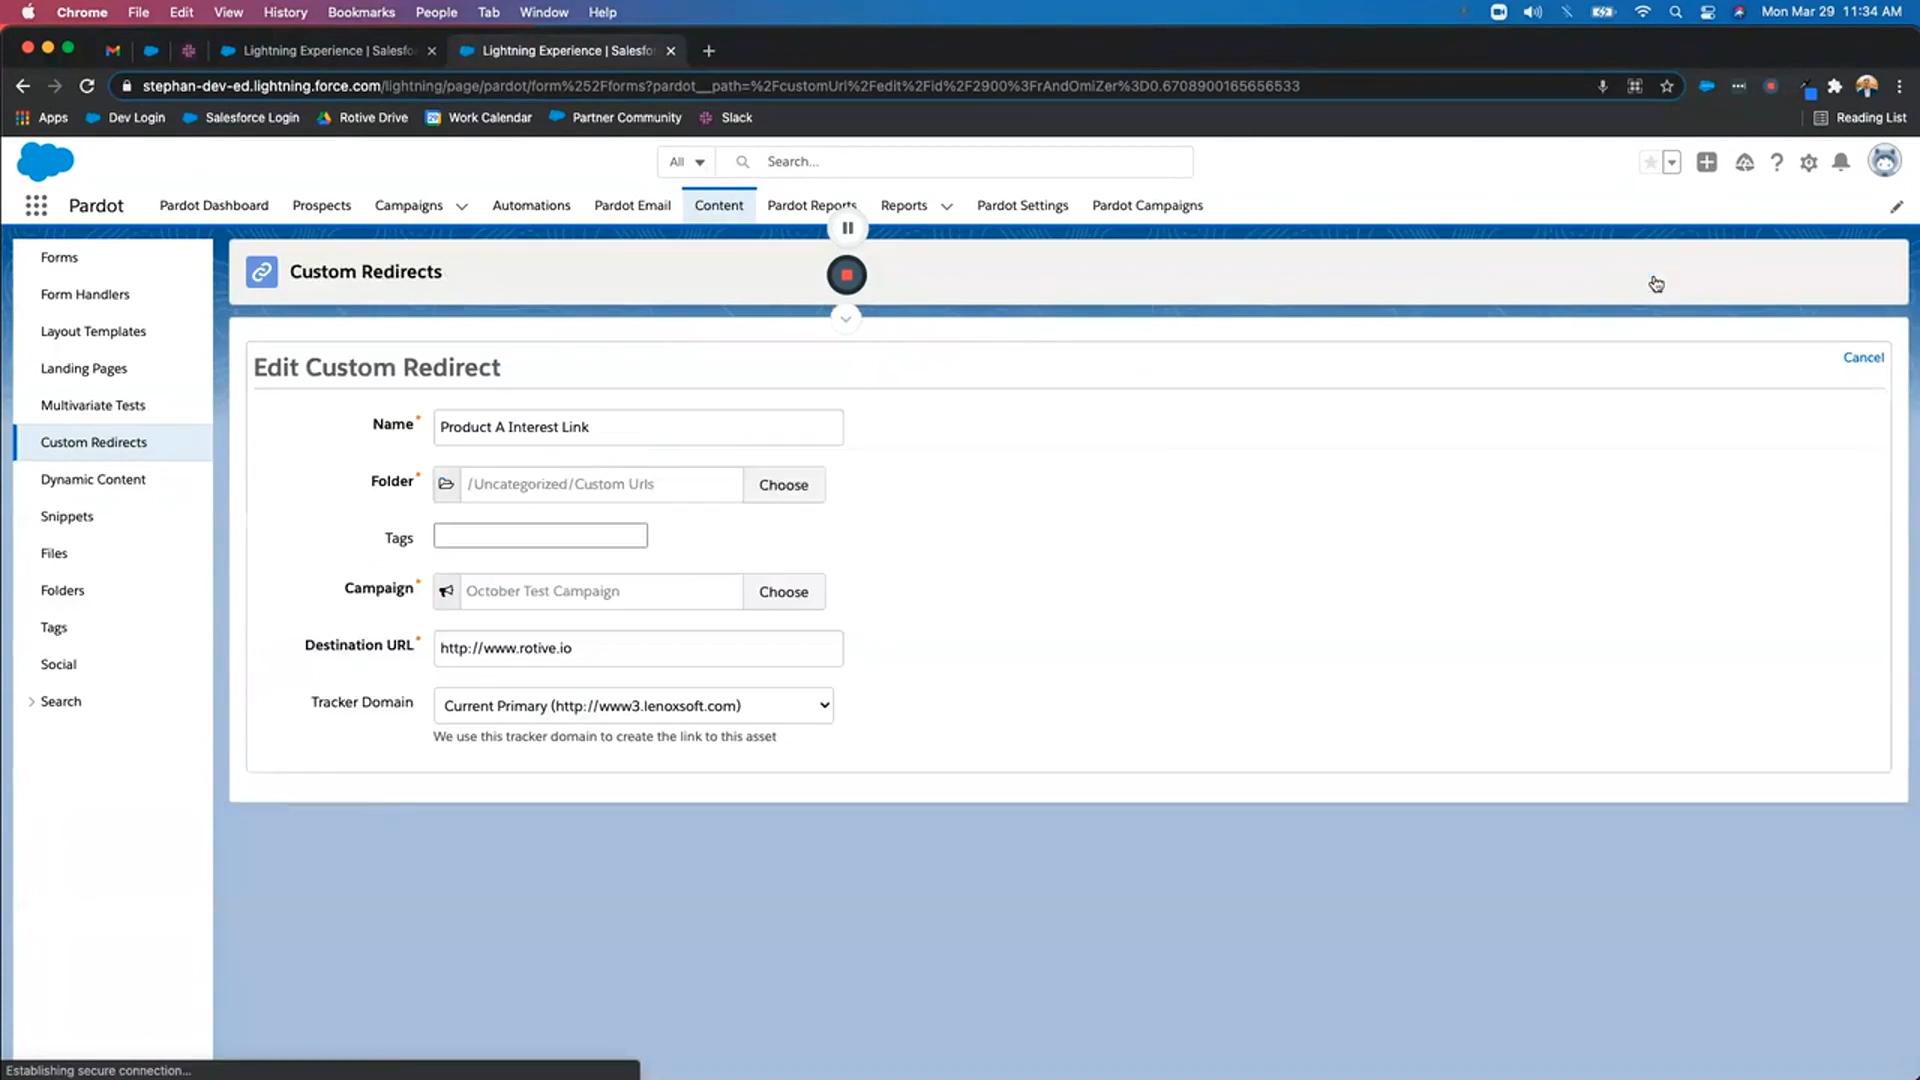 Chrome File Edit View History Bookmarks People Tab Window Help Mon Mar 29 11:34 AM
Lightning Experience | Salesfo Lightning Experience | Salesfo
stephan-dev-ed.lightning.force.com/lightning/page/pardot/form%252Fforms?pardot__path=%2FcustomUrl%2Fedit%2Fid%2F2900%3FrAndOmiZer%3D0.6708900165656533
Apps Dev Login Salesforce Login Rotive Drive Work Calendar Partner Community Slack Reading List
All Search...
Pardot Pardot Dashboard Prospects Campaigns Automations Pardot Email Content Pardot Reports Reports Pardot Settings Pardot Campaigns
Forms
Form Handlers
Layout Templates
Landing Pages
Multivariate Tests
Custom Redirects
Dynamic Content
Snippets
Files
Folders
Tags
Social
Search
Custom Redirects
Edit Custom Redirect Cancel
Name* Product A Interest Link
Folder* /Uncategorized/Custom Urls Choose
Tags
Campaign* October Test Campaign Choose
Destination URL* http://www.rotive.io
Tracker Domain Current Primary (http://www3.lenoxsoft.com)
We use this tracker domain to create the link to this asset
Establishing secure connection...